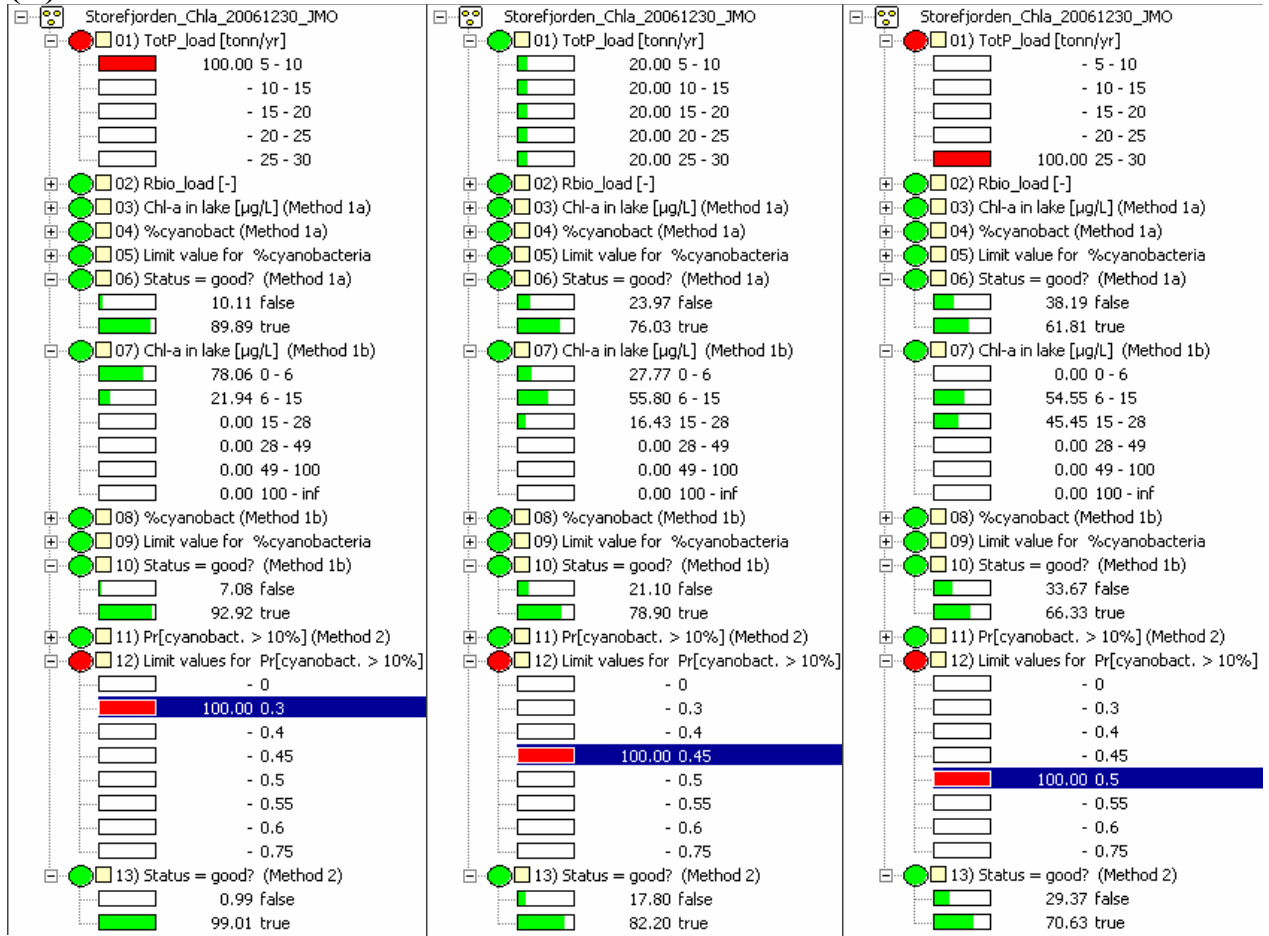 Storefjorden_Chla_20061230_JMO
01) TotP_load [tonn/yr]
100.00 5 - 10
- 10 - 15
- 15 - 20
- 20 - 25
- 25 - 30
02) Rbio_load [-]
03) Chl-a in lake [µg/L] (Method 1a)
04) %cyanobact (Method 1a)
05) Limit value for %cyanobacteria
06) Status = good? (Method 1a)
10.11 false
89.89 true
07) Chl-a in lake [µg/L] (Method 1b)
78.06 0 - 6
21.94 6 - 15
0.00 15 - 28
0.00 28 - 49
0.00 49 - 100
0.00 100 - inf
08) %cyanobact (Method 1b)
09) Limit value for %cyanobacteria
10) Status = good? (Method 1b)
7.08 false
92.92 true
11) Pr[cyanobact. > 10%] (Method 2)
12) Limit values for Pr[cyanobact. > 10%]
- 0
100.00 0.3
- 0.4
- 0.45
- 0.5
- 0.55
- 0.6
- 0.75
13) Status = good? (Method 2)
0.99 false
99.01 true
Storefjorden_Chla_20061230_JMO
01) TotP_load [tonn/yr]
20.00 5 - 10
20.00 10 - 15
20.00 15 - 20
20.00 20 - 25
20.00 25 - 30
02) Rbio_load [-]
03) Chl-a in lake [µg/L] (Method 1a)
04) %cyanobact (Method 1a)
05) Limit value for %cyanobacteria
06) Status = good? (Method 1a)
23.97 false
76.03 true
07) Chl-a in lake [µg/L] (Method 1b)
27.77 0 - 6
55.80 6 - 15
16.43 15 - 28
0.00 28 - 49
0.00 49 - 100
0.00 100 - inf
08) %cyanobact (Method 1b)
09) Limit value for %cyanobacteria
10) Status = good? (Method 1b)
21.10 false
78.90 true
11) Pr[cyanobact. > 10%] (Method 2)
12) Limit values for Pr[cyanobact. > 10%]
- 0
- 0.3
- 0.4
100.00 0.45
- 0.5
- 0.55
- 0.6
- 0.75
13) Status = good? (Method 2)
17.80 false
82.20 true
Storefjorden_Chla_20061230_JMO
01) TotP_load [tonn/yr]
- 5 - 10
- 10 - 15
- 15 - 20
- 20 - 25
100.00 25 - 30
02) Rbio_load [-]
03) Chl-a in lake [µg/L] (Method 1a)
04) %cyanobact (Method 1a)
05) Limit value for %cyanobacteria
06) Status = good? (Method 1a)
38.19 false
61.81 true
07) Chl-a in lake [µg/L] (Method 1b)
0.00 0 - 6
54.55 6 - 15
45.45 15 - 28
0.00 28 - 49
0.00 49 - 100
0.00 100 - inf
08) %cyanobact (Method 1b)
09) Limit value for %cyanobacteria
10) Status = good? (Method 1b)
33.67 false
66.33 true
11) Pr[cyanobact. > 10%] (Method 2)
12) Limit values for Pr[cyanobact. > 10%]
- 0
- 0.3
- 0.4
- 0.45
100.00 0.5
- 0.55
- 0.6
- 0.75
13) Status = good? (Method 2)
29.37 false
70.63 true